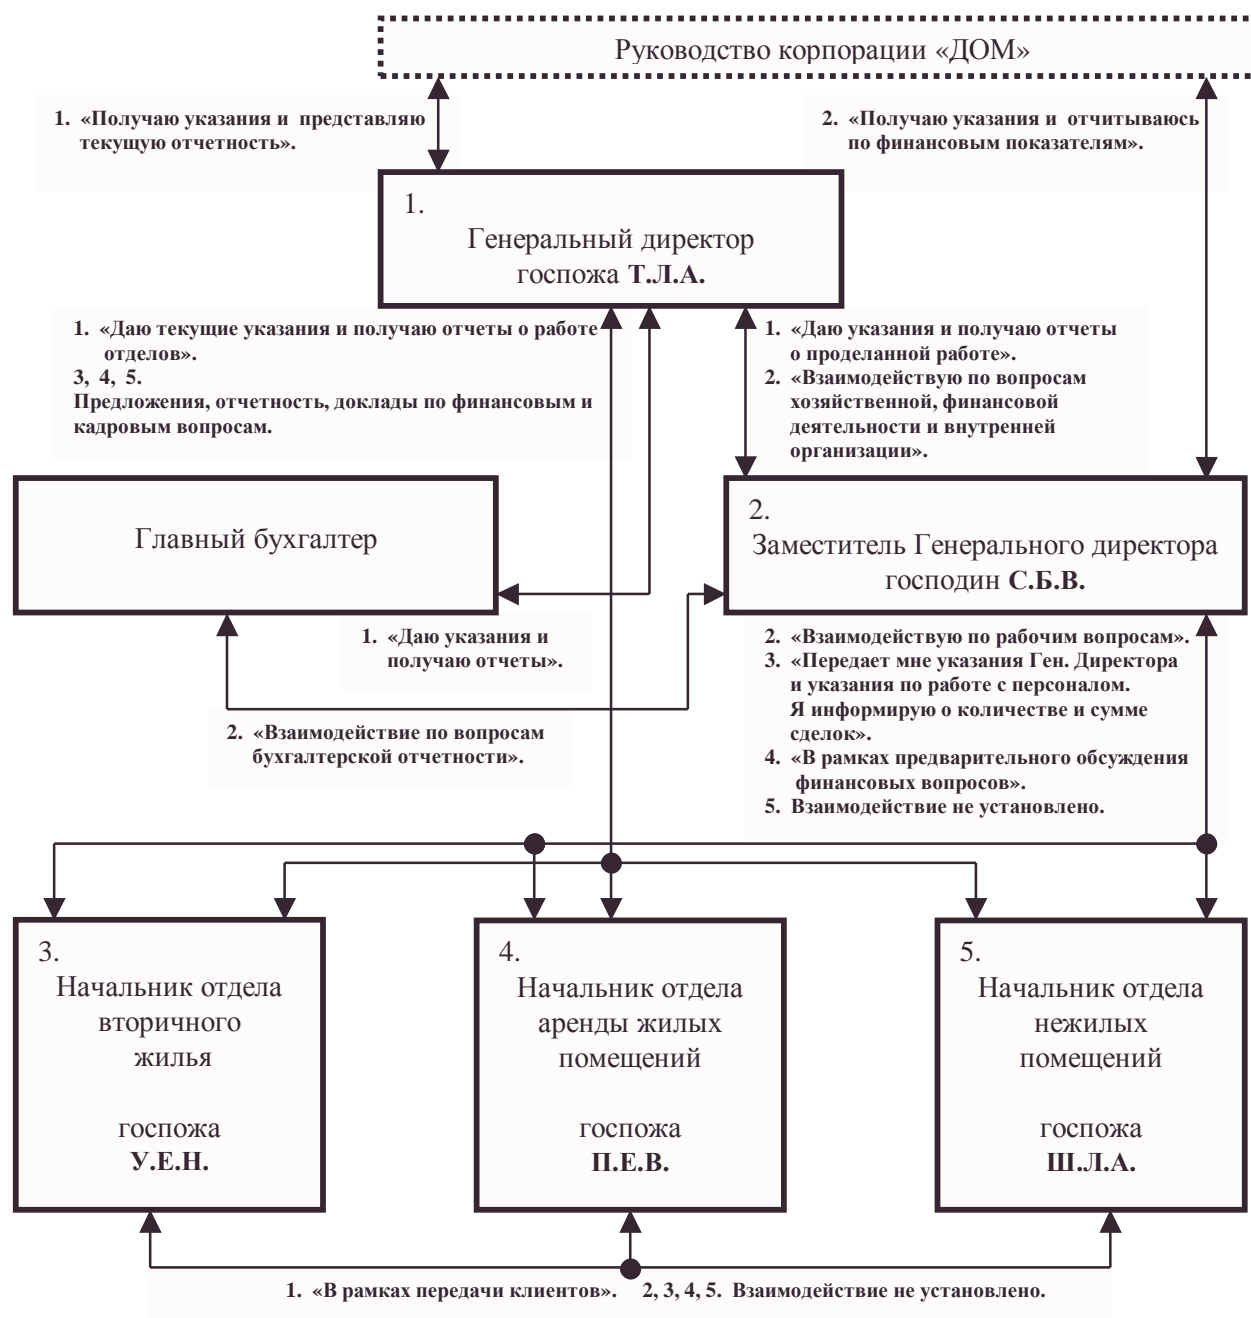 Руководство корпорации «ДОМ»
1. «Получаю указания и представляю
текущую отчетность».
2. «Получаю указания и отчитываюсь
по финансовым показателям».
1.
Генеральный директор
госпожа Т.Л.А.
1. «Даю текущие указания и получаю отчеты о работе
отделов».
3, 4, 5.
Предложения, отчетность, доклады по финансовым и
кадровым вопросам.
1. «Даю указания и получаю отчеты
о проделанной работе».
2. «Взаимодействую по вопросам
хозяйственной, финансовой
деятельности и внутренней
организации».
Главный бухгалтер
2.
Заместитель Генерального директора
господин С.Б.В.
1. «Даю указания и
получаю отчеты».
2. «Взаимодействие по вопросам
бухгалтерской отчетности».
2. «Взаимодействую по рабочим вопросам».
3. «Передает мне указания Ген. Директора
и указания по работе с персоналом.
Я информирую о количестве и сумме
сделок».
4. «В рамках предварительного обсуждения
финансовых вопросов».
5. Взаимодействие не установлено.
3.
Начальник отдела
вторичного
жилья
госпожа
У.Е.Н.
4.
Начальник отдела
аренды жилых
помещений
госпожа
П.Е.В.
5.
Начальник отдела
нежилых
помещений
госпожа
Ш.Л.А.
1. «В рамках передачи клиентов». 2, 3, 4, 5. Взаимодействие не установлено.